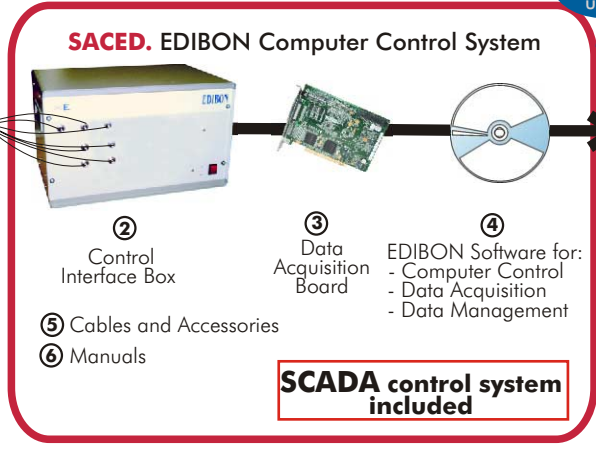 U
SACED. EDIBON Computer Control System
EDIBON
②
Control
Interface Box
③
Data
Acquisition
Board
④
EDIBON Software for:
- Computer Control
- Data Acquisition
- Data Management
⑤ Cables and Accessories
⑥ Manuals
SCADA control system
included